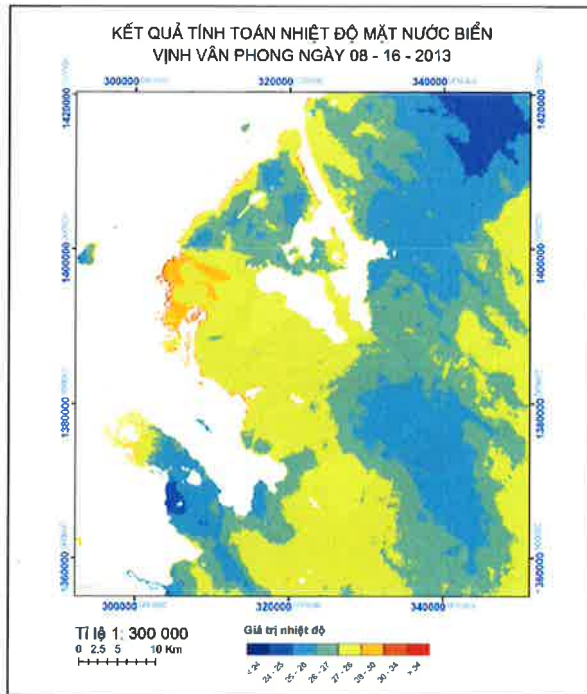 KẾT QUẢ TÍNH TOÁN NHIỆT ĐỘ MẶT NƯỚC BIỂN
VỊNH VÂN PHONG NGÀY 08 - 16 - 2013
300000 320000 340000
1420000 1420000
1400000 1400000
1380000 1380000
1360000 1360000
300000 320000 340000
Tỉ lệ 1: 300 000
0 2.5 5 10 Km
Giá trị nhiệt độ
< 24 24 - 25 25 - 26 26 - 27 27 - 28 28 - 30 30 - 34 > 34